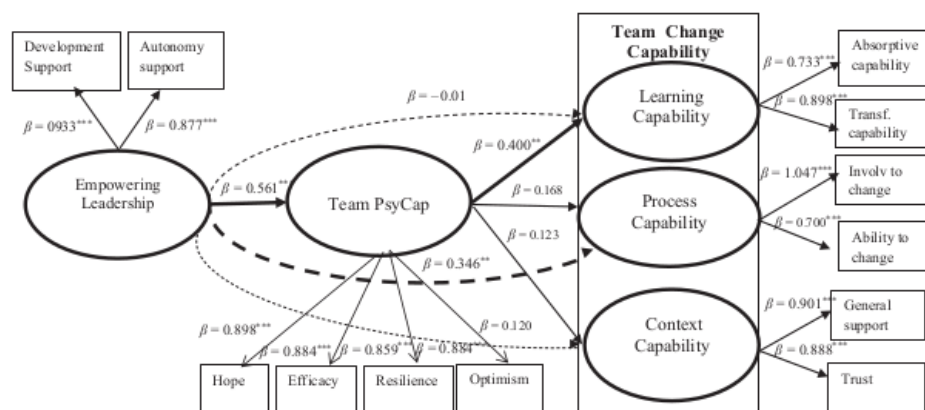 Team Change
Capability
Development
Support
Autonomy
support
Absorptive
capability
β = 0.733***
β = −0.01
Learning
Capability
β = 0.898***
Transf.
capability
β = 0933***
β = 0.877***
β = 0.400**
β = 1.047***
Involv to
change
Empowering
Leadership
β = 0.561**
β = 0.168
Team PsyCap
Process
Capability
β = 0.700***
β = 0.123
Ability to
change
β = 0.346**
β = 0.901***
General
support
β = 0.898***
β = 0.120
Context
Capability
β = 0.884***
β = 0.859***
β = 0.884**
β = 0.888***
Hope
Efficacy
Resilience
Optimism
Trust